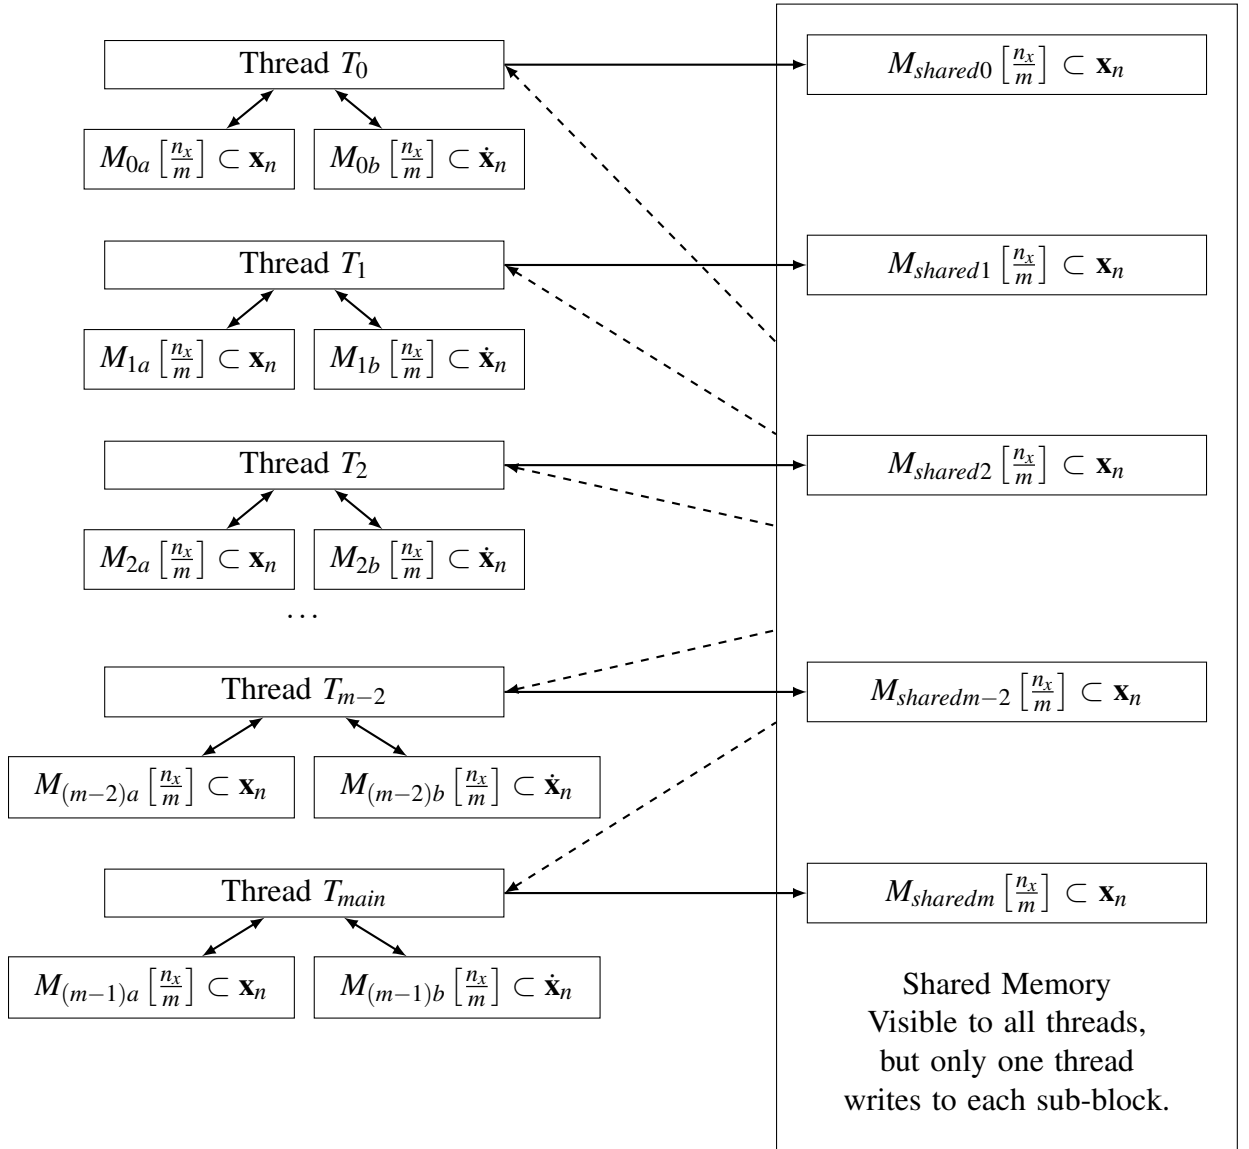 Thread T_0
M_{shared0} [n_x/m] ⊂ x_n
M_{0a} [n_x/m] ⊂ x_n
M_{0b} [n_x/m] ⊂ ẋ_n
Thread T_1
M_{shared1} [n_x/m] ⊂ x_n
M_{1a} [n_x/m] ⊂ x_n
M_{1b} [n_x/m] ⊂ ẋ_n
Thread T_2
M_{shared2} [n_x/m] ⊂ x_n
M_{2a} [n_x/m] ⊂ x_n
M_{2b} [n_x/m] ⊂ ẋ_n
...
Thread T_{m−2}
M_{sharedm−2} [n_x/m] ⊂ x_n
M_{(m−2)a} [n_x/m] ⊂ x_n
M_{(m−2)b} [n_x/m] ⊂ ẋ_n
Thread T_{main}
M_{sharedm} [n_x/m] ⊂ x_n
M_{(m−1)a} [n_x/m] ⊂ x_n
M_{(m−1)b} [n_x/m] ⊂ ẋ_n
Shared Memory
Visible to all threads,
but only one thread
writes to each sub-block.